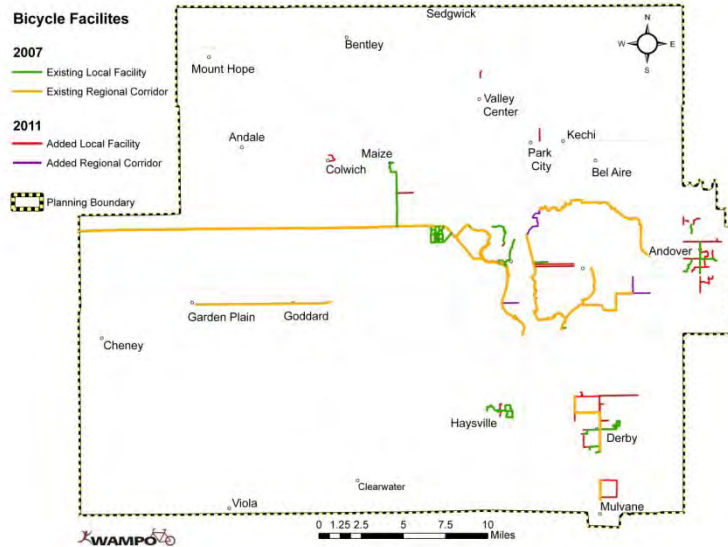 Bicycle Facilites
2007
Existing Local Facility
Existing Regional Corridor
2011
Added Local Facility
Added Regional Corridor
Planning Boundary
Sedgwick
N
W E
S
Bentley
Mount Hope
Valley
Center
Andale
Maize
Colwich
Park
City
Kechi
Bel Aire
Andover
Garden Plain
Goddard
Cheney
Haysville
Derby
Clearwater
Viola
Mulvane
WAMPO
0 1.25 2.5 5 7.5 10
Miles